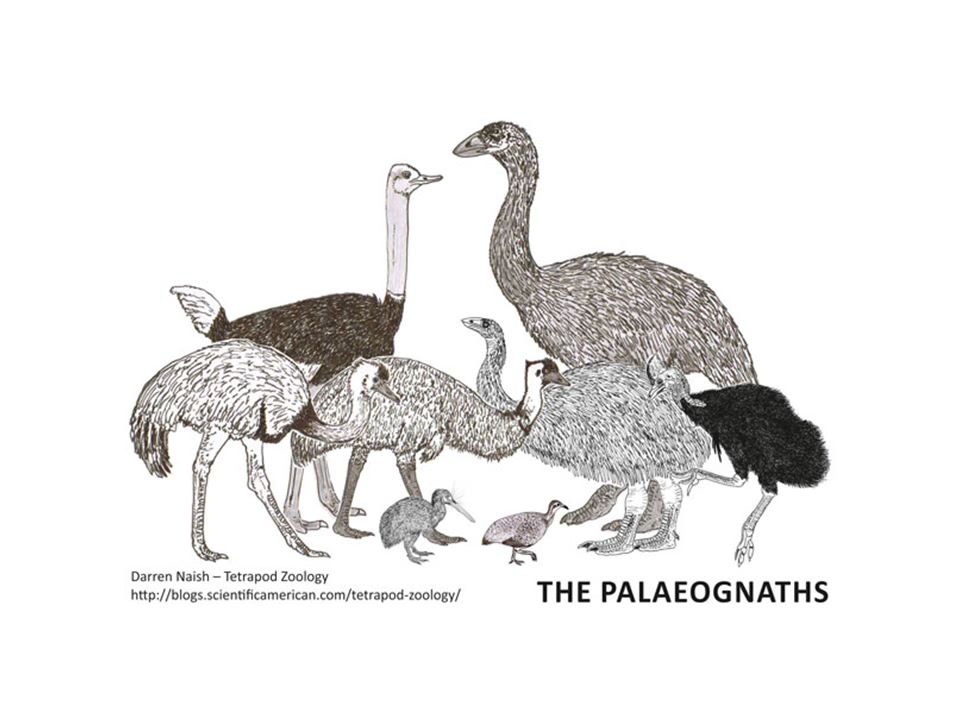 Darren Naish – Tetrapod Zoology
http://blogs.scientificamerican.com/tetrapod-zoology/
THE PALAEOGNATHS